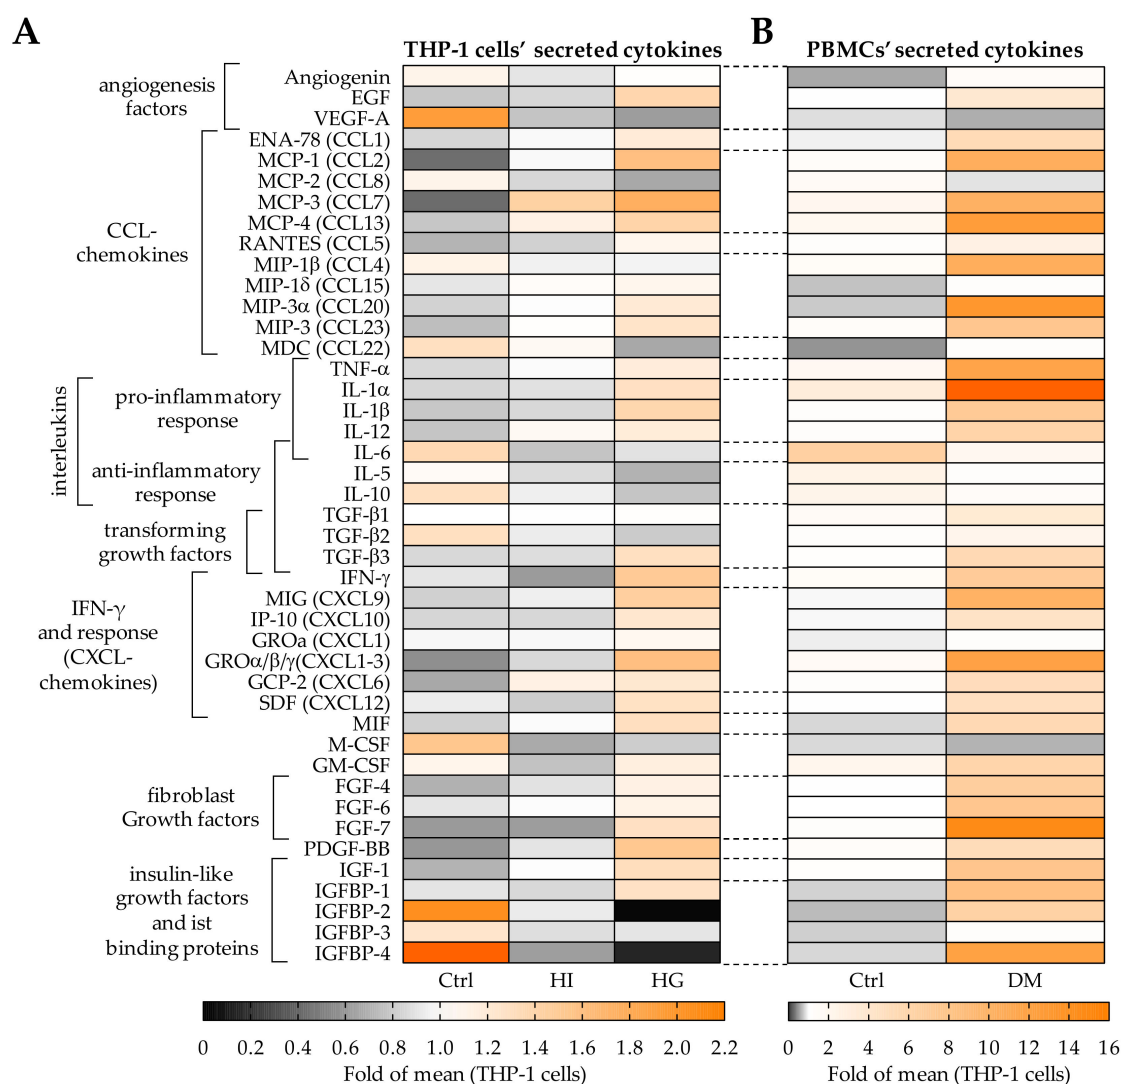 A
B
THP-1 cells’ secreted cytokines
PBMCs’ secreted cytokines
angiogenesis
factors
Angiogenin
EGF
VEGF-A
CCL-
chemokines
ENA-78 (CCL1)
MCP-1 (CCL2)
MCP-2 (CCL8)
MCP-3 (CCL7)
MCP-4 (CCL13)
RANTES (CCL5)
MIP-1β (CCL4)
MIP-1δ (CCL15)
MIP-3α (CCL20)
MIP-3 (CCL23)
MDC (CCL22)
interleukins
pro-inflammatory
response
anti-inflammatory
response
TNF-α
IL-1α
IL-1β
IL-12
IL-6
IL-5
IL-10
transforming
growth factors
TGF-β1
TGF-β2
TGF-β3
IFN-γ
and response
(CXCL-
chemokines)
IFN-γ
MIG (CXCL9)
IP-10 (CXCL10)
GROa (CXCL1)
GROα/β/γ(CXCL1-3)
GCP-2 (CXCL6)
SDF (CXCL12)
MIF
M-CSF
GM-CSF
fibroblast
Growth factors
FGF-4
FGF-6
FGF-7
PDGF-BB
insulin-like
growth factors
and ist
binding proteins
IGF-1
IGFBP-1
IGFBP-2
IGFBP-3
IGFBP-4
Ctrl HI HG
Ctrl DM
0 0.2 0.4 0.6 0.8 1.0 1.2 1.4 1.6 1.8 2.0 2.2
Fold of mean (THP-1 cells)
0 2 4 6 8 10 12 14 16
Fold of mean (THP-1 cells)